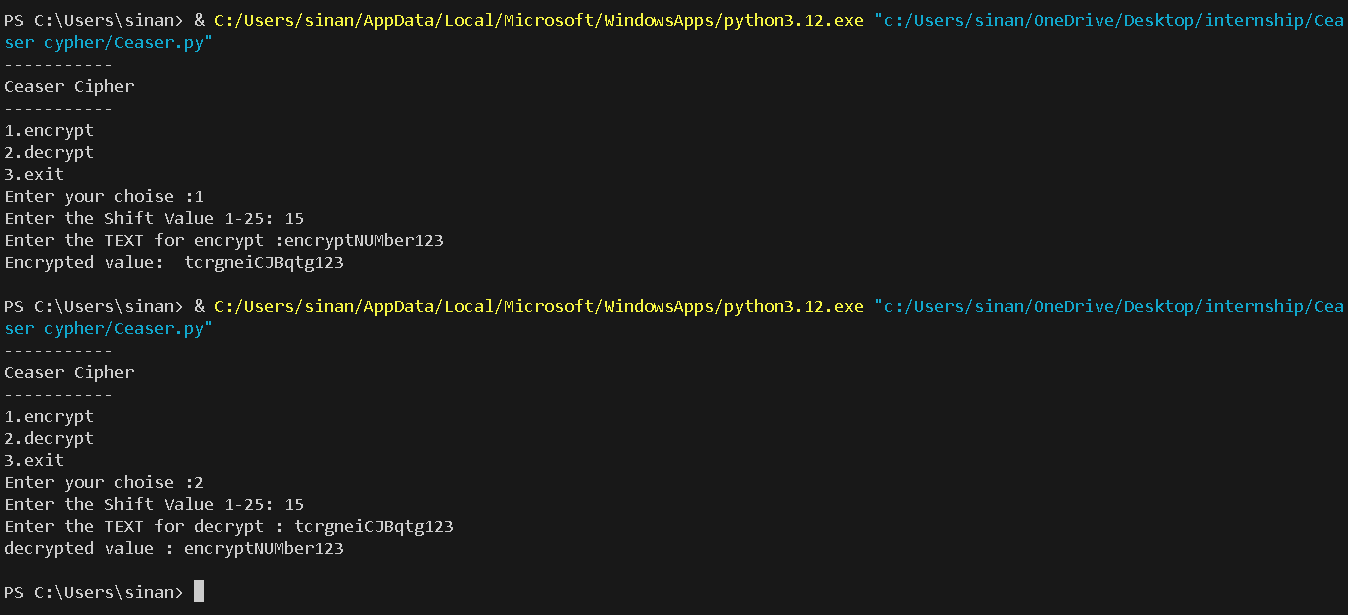 PS C:\Users\sinan> & C:/Users/sinan/AppData/Local/Microsoft/WindowsApps/python3.12.exe "c:/Users/sinan/OneDrive/Desktop/internship/Cea
ser cypher/Ceaser.py"
-----------
Ceaser Cipher
-----------
1.encrypt
2.decrypt
3.exit
Enter your choise :1
Enter the Shift Value 1-25: 15
Enter the TEXT for encrypt :encryptNUMber123
Encrypted value:  tcrgneiCJBqtg123
PS C:\Users\sinan> & C:/Users/sinan/AppData/Local/Microsoft/WindowsApps/python3.12.exe "c:/Users/sinan/OneDrive/Desktop/internship/Cea
ser cypher/Ceaser.py"
-----------
Ceaser Cipher
-----------
1.encrypt
2.decrypt
3.exit
Enter your choise :2
Enter the Shift Value 1-25: 15
Enter the TEXT for decrypt : tcrgneiCJBqtg123
decrypted value : encryptNUMber123
PS C:\Users\sinan>